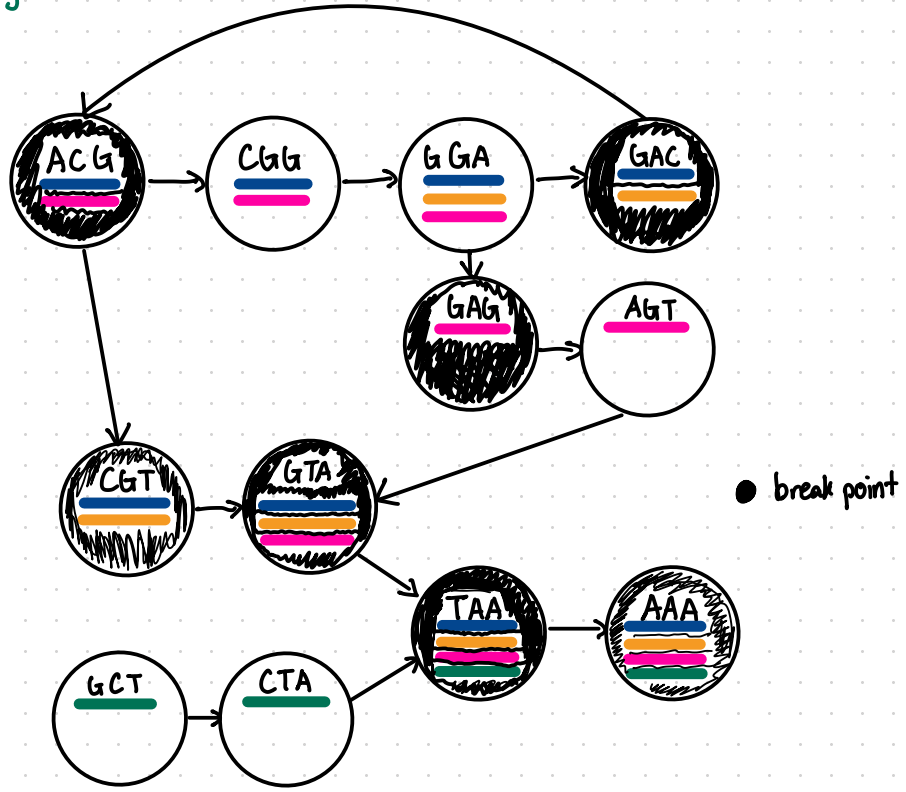 ACG CGG GGA GAC
GAG AGT
CGT GTA
break point
TAA AAA
GCT CTA